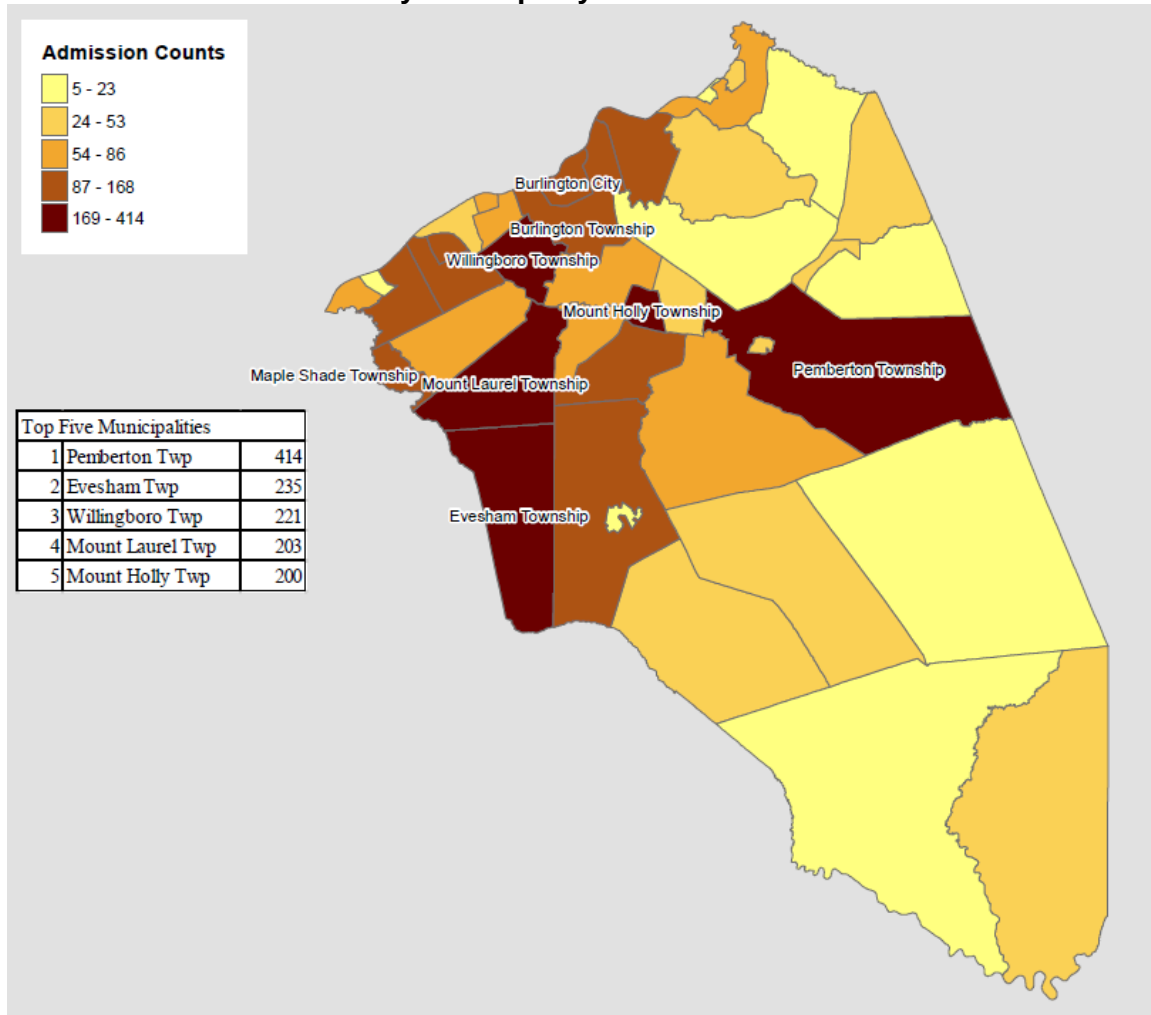 Admission Counts
5 - 23
24 - 53
54 - 86
87 - 168
169 - 414
Burlington City
Burlington Township
Willingboro Township
Mount Holly Township
Pemberton Township
Maple Shade Township
Mount Laurel Township
Evesham Township
Top Five Municipalities
1 Pemberton Twp 414
2 Evesham Twp 235
3 Willingboro Twp 221
4 Mount Laurel Twp 203
5 Mount Holly Twp 200